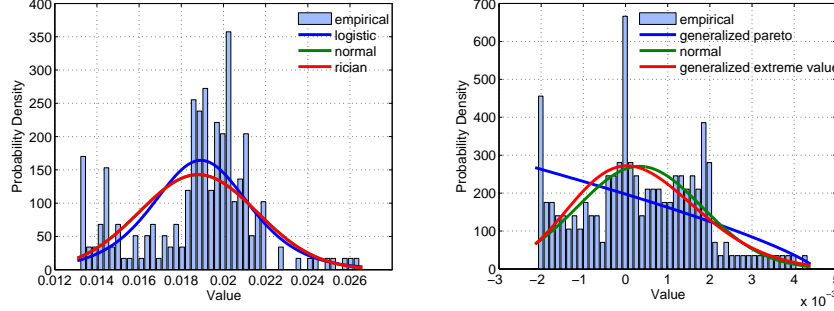 400
350
300
250
200
150
100
50
0
Probability Density
empirical
logistic
normal
rician
0.012 0.014 0.016 0.018 0.02 0.022 0.024 0.026
Value
700
600
500
400
300
200
100
0
Probability Density
empirical
generalized pareto
normal
generalized extreme value
−3 −2 −1 0 1 2 3 4 5
Value
x 10⁻³